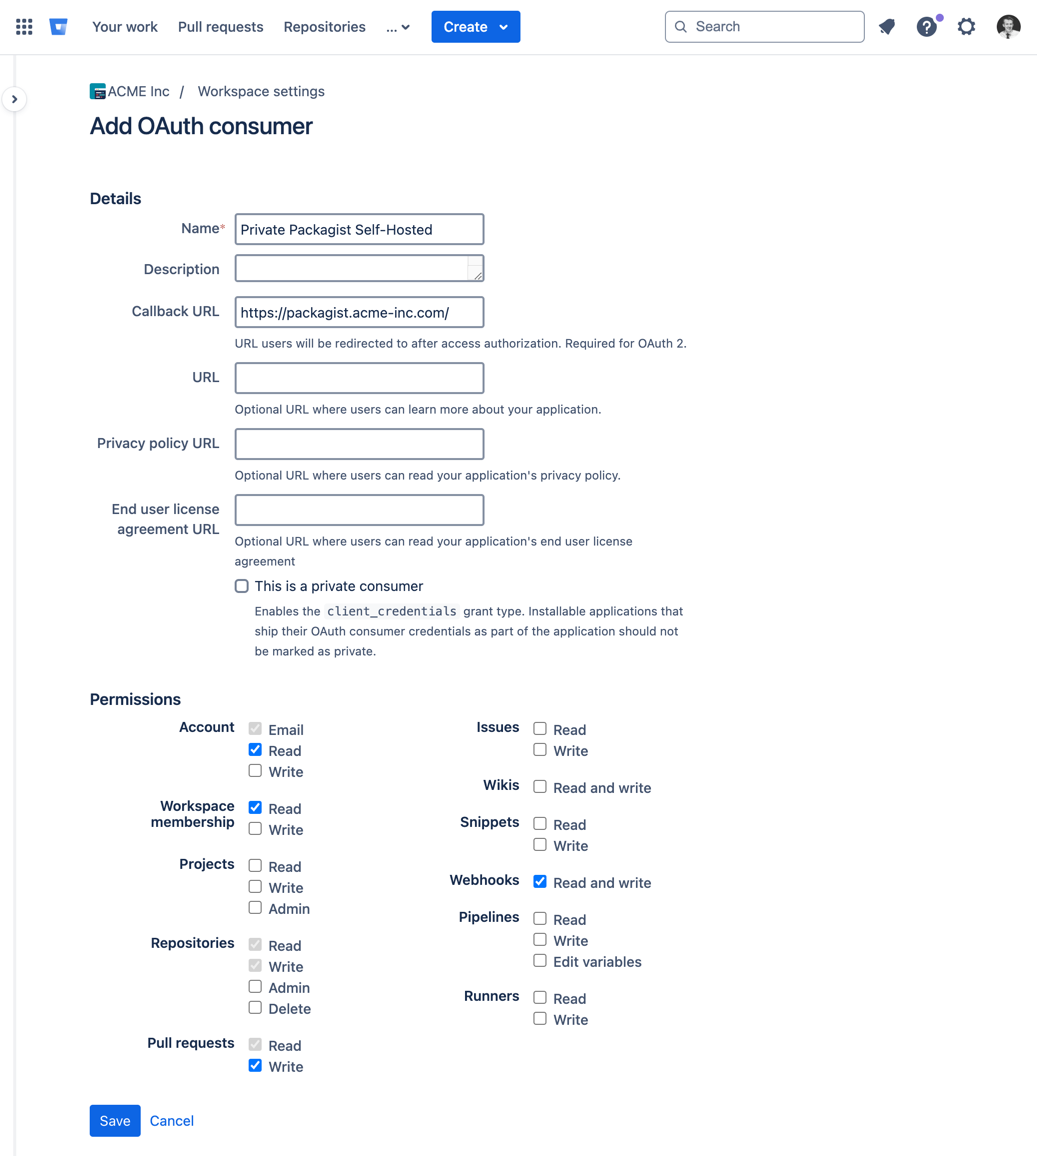 Your work Pull requests Repositories ... Create Search
ACME Inc / Workspace settings
Add OAuth consumer
Details
Name* Private Packagist Self-Hosted
Description
Callback URL https://packagist.acme-inc.com/
URL users will be redirected to after access authorization. Required for OAuth 2.
URL
Optional URL where users can learn more about your application.
Privacy policy URL
Optional URL where users can read your application's privacy policy.
End user license
agreement URL
Optional URL where users can read your application's end user license
agreement
This is a private consumer
Enables the client_credentials grant type. Installable applications that
ship their OAuth consumer credentials as part of the application should not
be marked as private.
Permissions
Account
Email
Read
Write
Workspace
membership
Read
Write
Projects
Read
Write
Admin
Repositories
Read
Write
Admin
Delete
Pull requests
Read
Write
Issues
Read
Write
Wikis
Read and write
Snippets
Read
Write
Webhooks
Read and write
Pipelines
Read
Write
Edit variables
Runners
Read
Write
Save Cancel